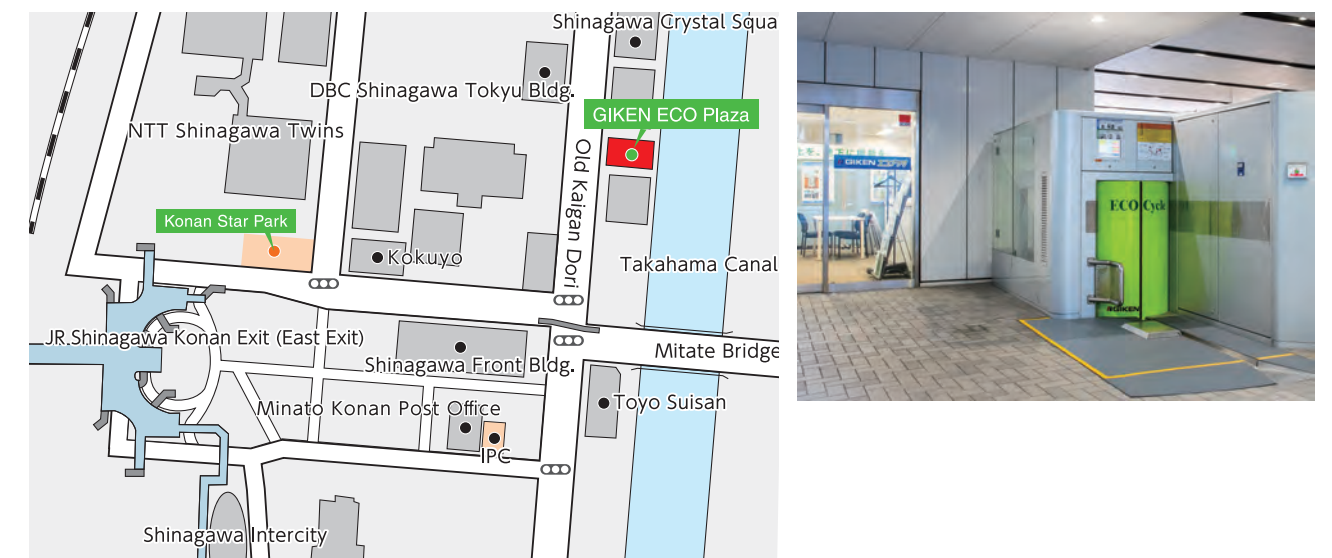 Shinagawa Crystal Squa
DBC Shinagawa Tokyu Bldg.
GIKEN ECO Plaza
NTT Shinagawa Twins
Old Kaigan Dori
Konan Star Park
Kokuyo
Takahama Canal
JR Shinagawa Konan Exit (East Exit)
Shinagawa Front Bldg.
Mitate Bridge
Minato Konan Post Office
Toyo Suisan
IPC
Shinagawa Intercity
GIKEN
ECO Cycle
GIKEN